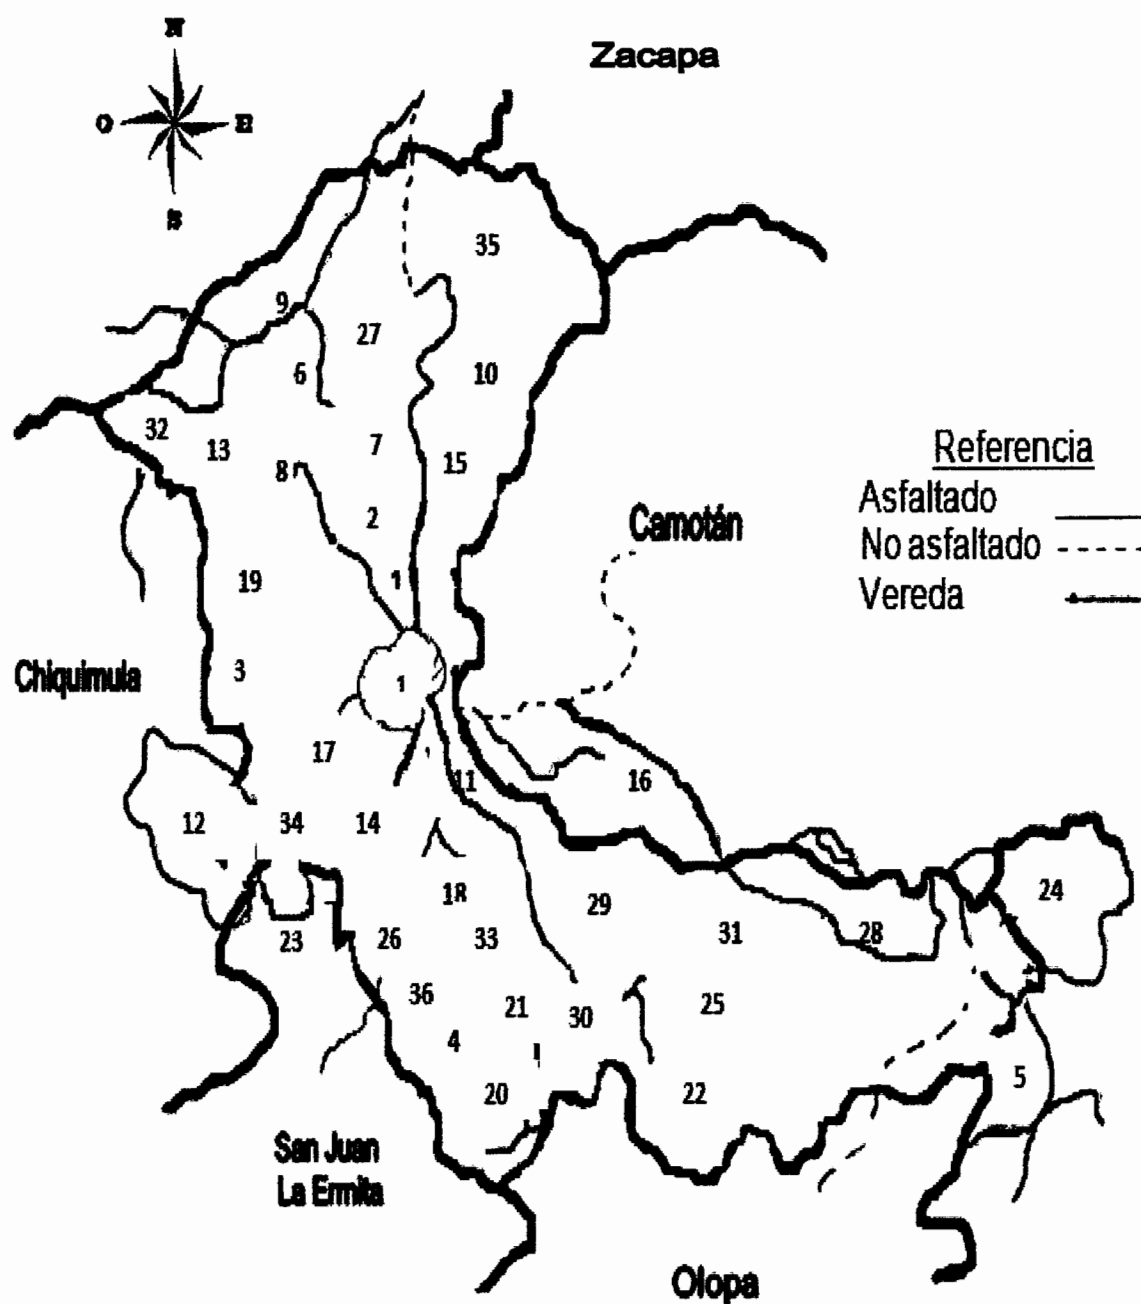 N
Zacapa
O E
S
35
9
27
6
10
32
13
7
15
8
Referencia
Asfaltado
No asfaltado
Vereda
2
Camotán
19
1
3
Chiquimula
1
17
11
16
12
34
14
24
18
29
33
31
28
23
26
36
21
30
25
4
5
20
22
San Juan
La Ermita
Olopa